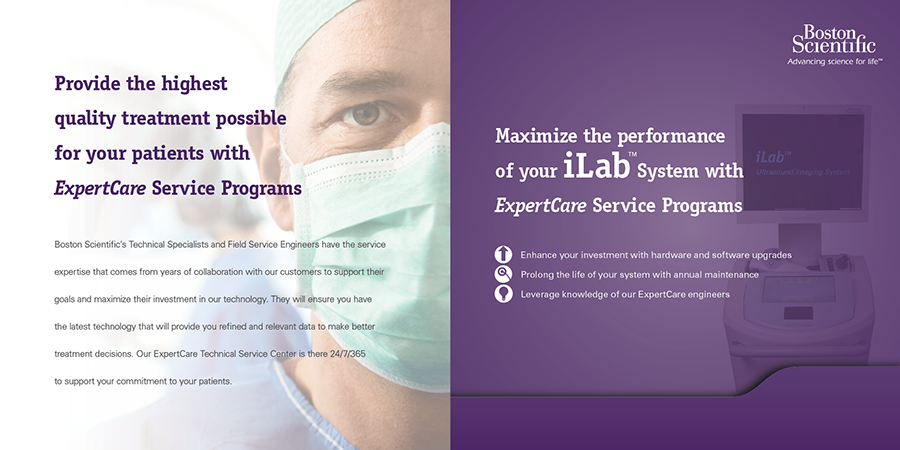 Provide the highest
quality treatment possible
for your patients with
ExpertCare Service Programs
Boston Scientific's Technical Specialists and Field Service Engineers have the service
expertise that comes from years of collaboration with our customers to support their
goals and maximize their investment in our technology. They will ensure you have
the latest technology that will provide you refined and relevant data to make better
treatment decisions. Our ExpertCare Technical Service Center is there 24/7/365
to support your commitment to your patients.
Boston
Scientific
Advancing science for life™
Maximize the performance
of your iLab™ System with
ExpertCare Service Programs
Enhance your investment with hardware and software upgrades
Prolong the life of your system with annual maintenance
Leverage knowledge of our ExpertCare engineers
iLab™
Ultrasound Imaging System